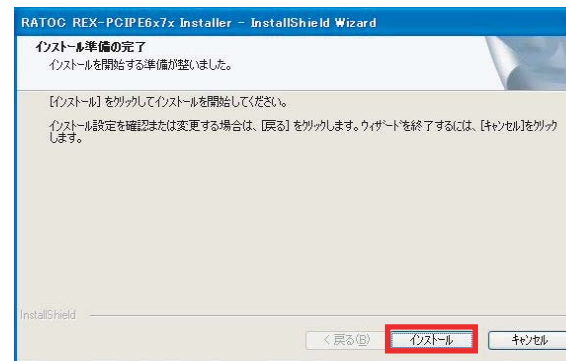 RATOC REX-PCIPE6x7x Installer - InstallShield Wizard
インストール準備の完了
インストールを開始する準備が整いました。
[インストール] をクリックしてインストールを開始してください。
インストール設定を確認または変更する場合は、[戻る] をクリックします。ウィザードを終了するには、[キャンセル]をクリック
します。
InstallShield
< 戻る(B)
インストール
キャンセル